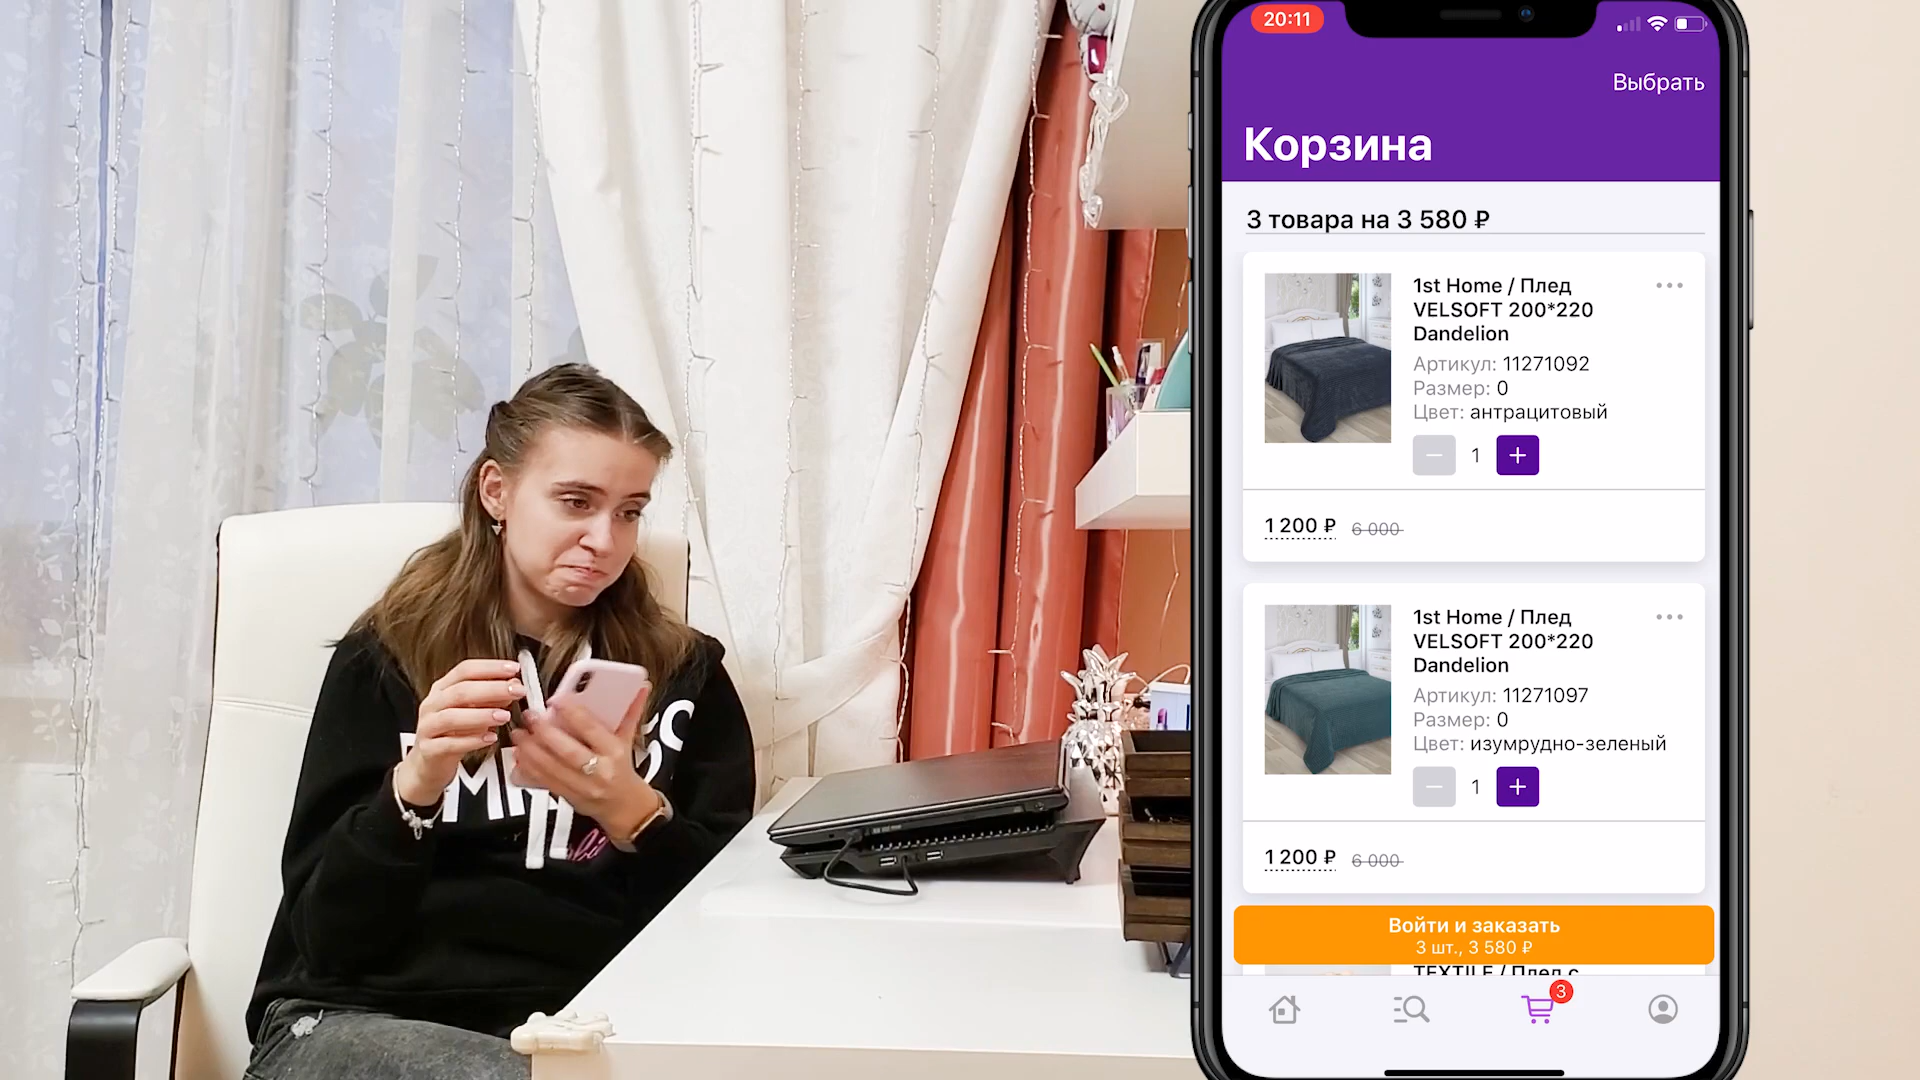 20:11
Выбрать
Корзина
3 товара на 3 580 ₽
1st Home / Плед
VELSOFT 200*220
Dandelion
Артикул: 11271092
Размер: 0
Цвет: антрацитовый
1
1 200 ₽ 6 000
1st Home / Плед
VELSOFT 200*220
Dandelion
Артикул: 11271097
Размер: 0
Цвет: изумрудно-зеленый
1
1 200 ₽ 6 000
Войти и заказать
3 шт., 3 580 ₽
TEXTILE / Плед с
3